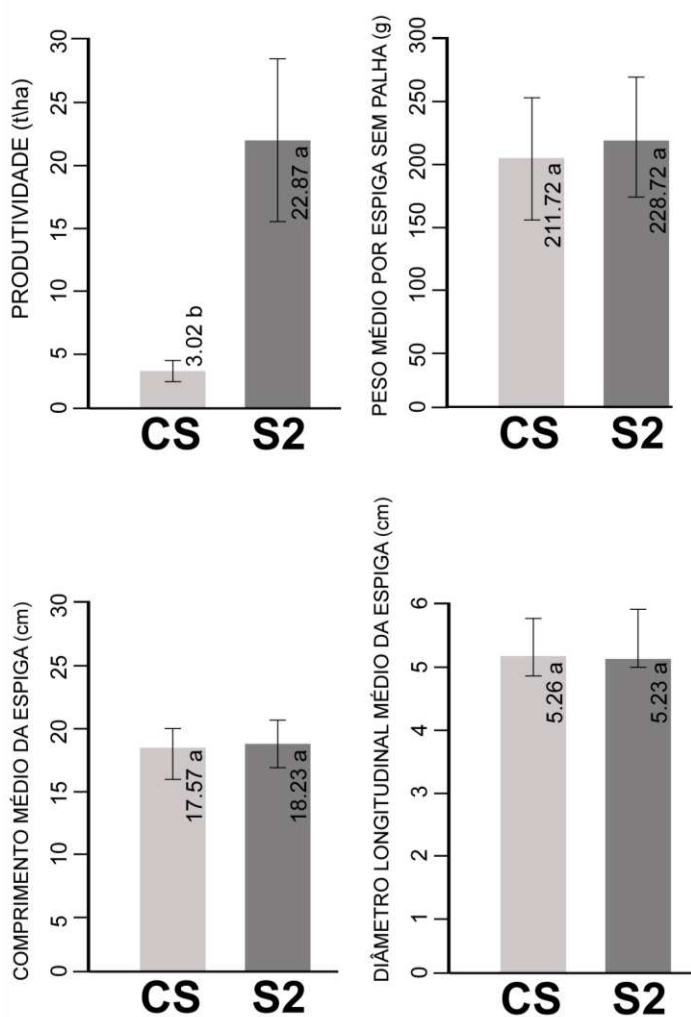 PRODUTIVIDADE (t\ha)
30
25
20
15
10
5
0
3.02 b
22.87 a
CS
S2
PESO MÉDIO POR ESPIGA SEM PALHA (g)
300
250
200
150
100
50
0
211.72 a
228.72 a
CS
S2
COMPRIMENTO MÉDIO DA ESPIGA (cm)
30
25
20
15
10
5
0
17.57 a
18.23 a
CS
S2
DIÂMETRO LONGITUDINAL MÉDIO DA ESPIGA (cm)
6
5
4
3
2
1
0
5.26 a
5.23 a
CS
S2